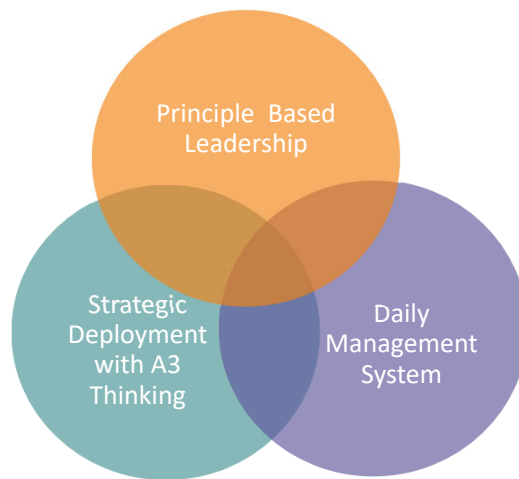 Principle Based
Leadership
Strategic
Deployment
with A3
Thinking
Daily
Management
System